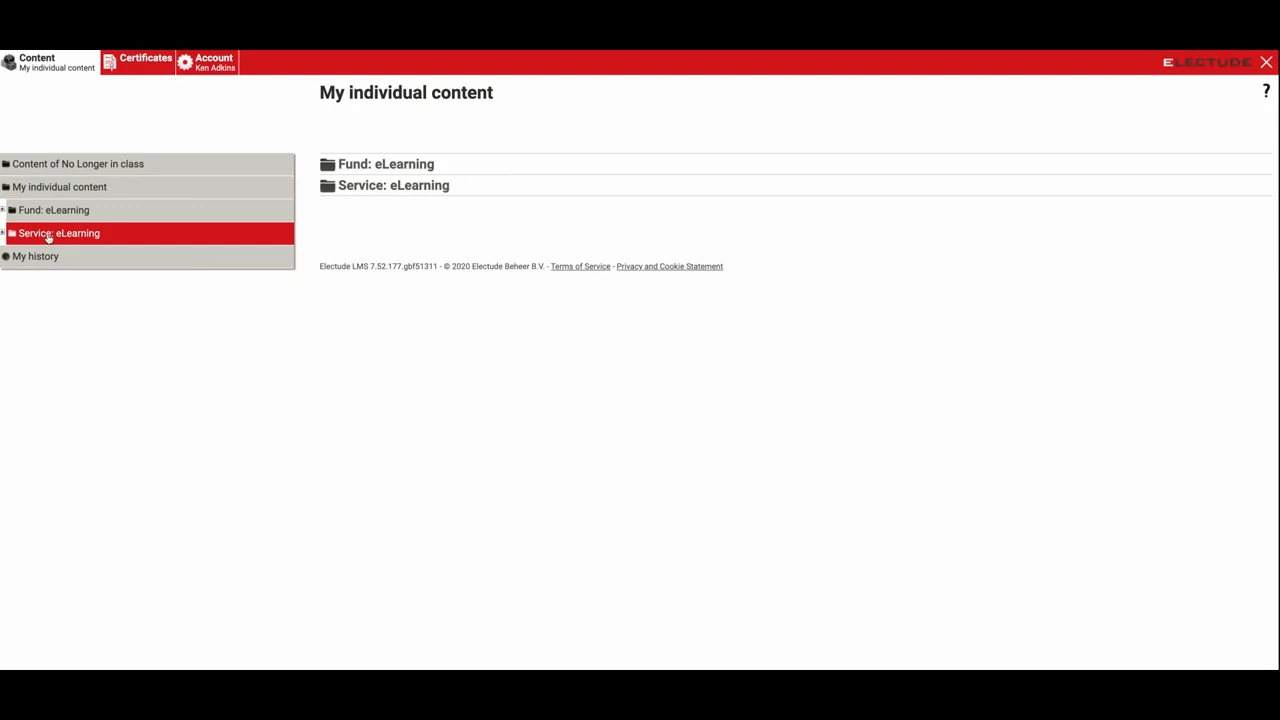 Content
My individual content
Certificates
Account
Ken Adkins
ELECTUDE
My individual content
?
Content of No Longer in class
My individual content
Fund: eLearning
Service: eLearning
My history
Fund: eLearning
Service: eLearning
Electude LMS 7.52.177.gbf51311 - © 2020 Electude Beheer B.V. - Terms of Service - Privacy and Cookie Statement